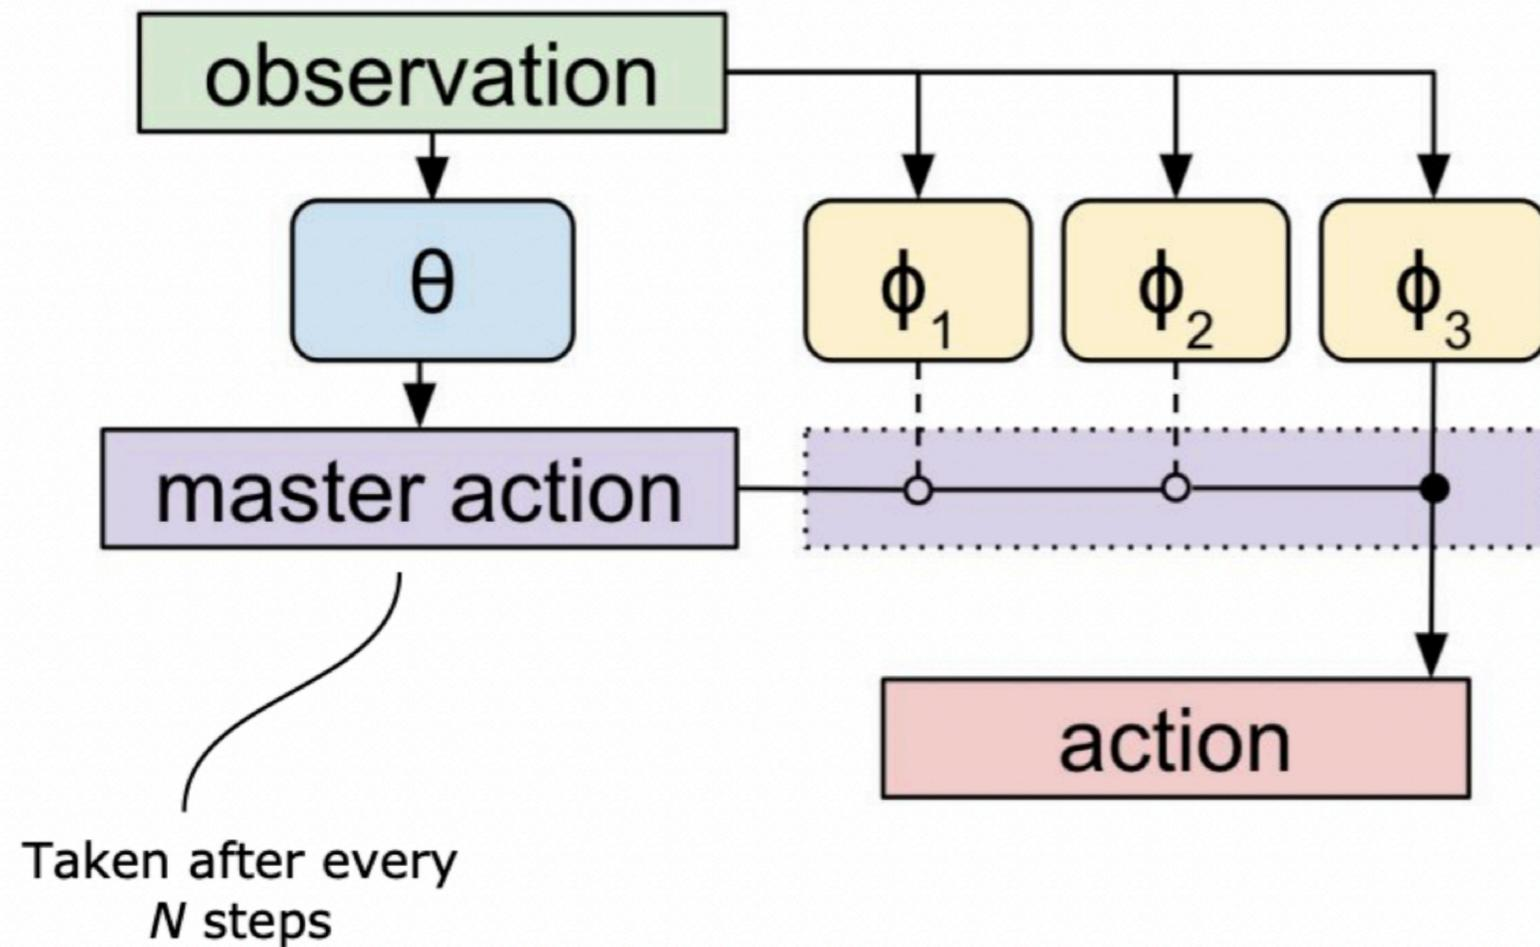 observation
θ
ϕ1
ϕ2
ϕ3
master action
action
Taken after every
N steps